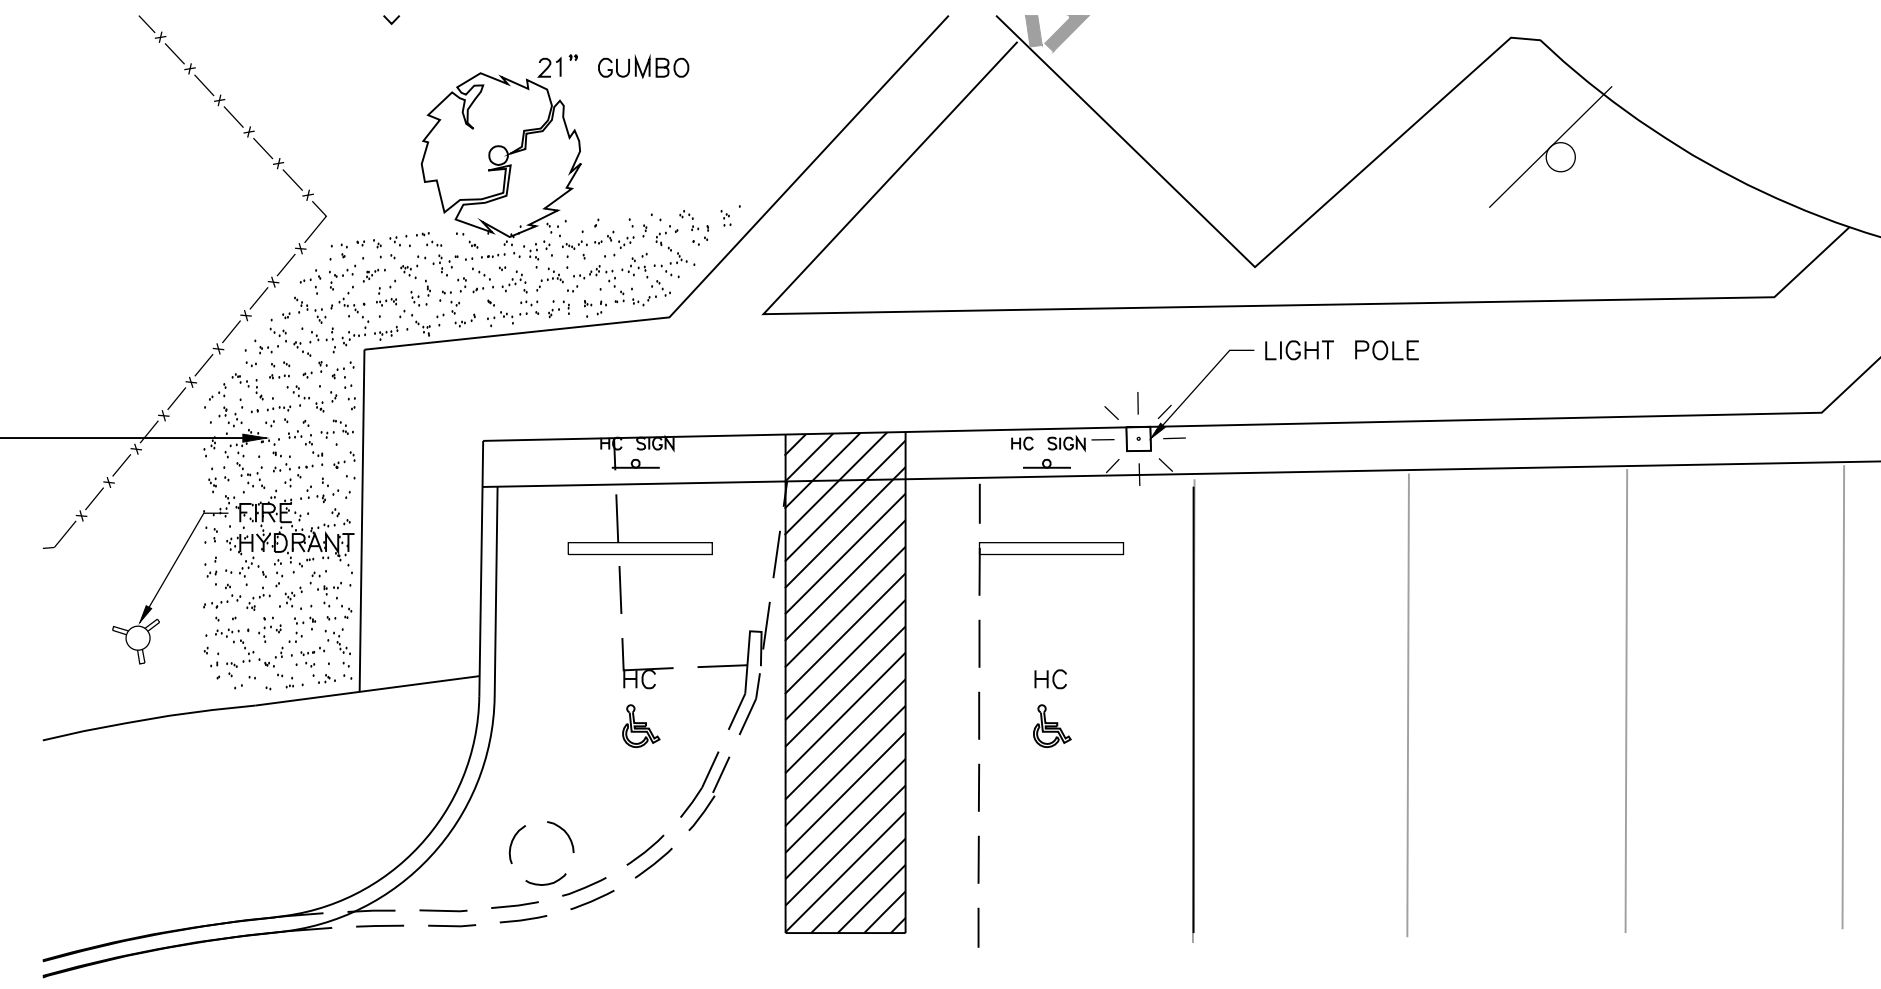 21" GUMBO
LIGHT POLE
HC SIGN
HC SIGN
FIRE
HYDRANT
HC
HC